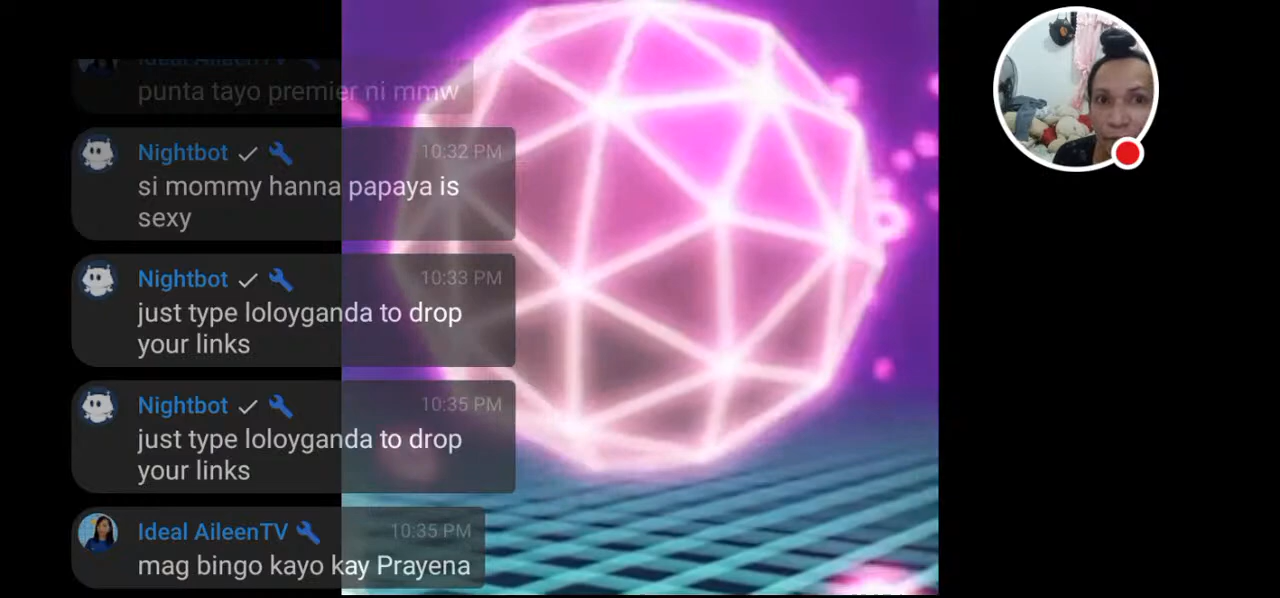 Ideal AileenTV
punta tayo premier ni mmw
Nightbot 10:32 PM
si mommy hanna papaya is
sexy
Nightbot 10:33 PM
just type loloyganda to drop
your links
Nightbot 10:35 PM
just type loloyganda to drop
your links
Ideal AileenTV 10:35 PM
mag bingo kayo kay Prayena